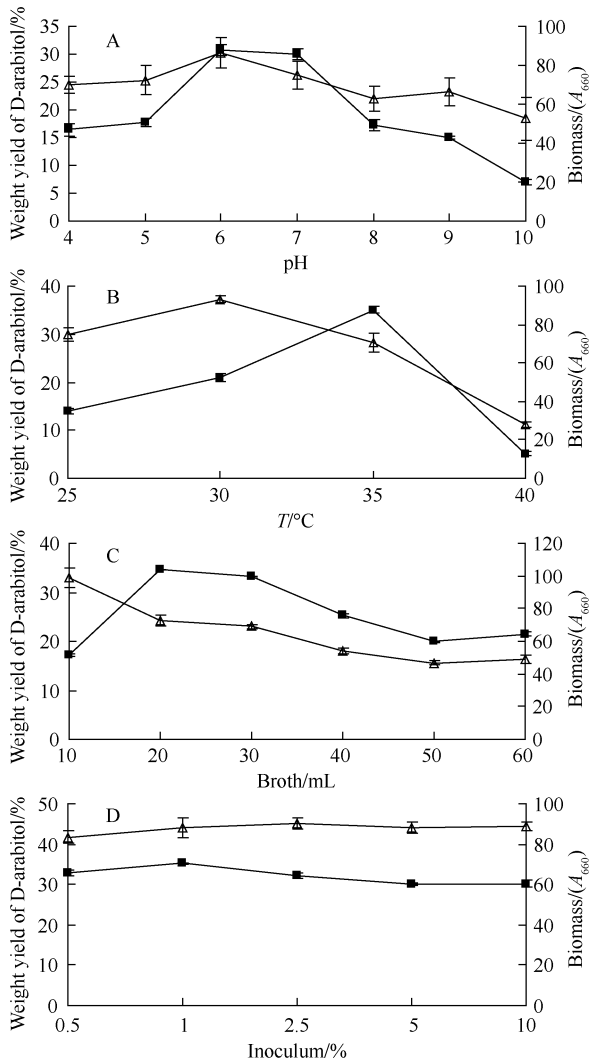 A
Weight yield of D-arabitol/%
35
30
25
20
15
10
5
0
100
80
60
40
20
0
Biomass/(A660)
4 5 6 7 8 9 10
pH
B
Weight yield of D-arabitol/%
40
30
20
10
0
100
80
60
40
20
0
Biomass/(A660)
25 30 35 40
T/°C
C
Weight yield of D-arabitol/%
40
30
20
10
0
120
100
80
60
40
20
0
Biomass/(A660)
10 20 30 40 50 60
Broth/mL
D
Weight yield of D-arabitol/%
50
40
30
20
10
0
100
80
60
40
20
0
Biomass/(A660)
0.5 1 2.5 5 10
Inoculum/%